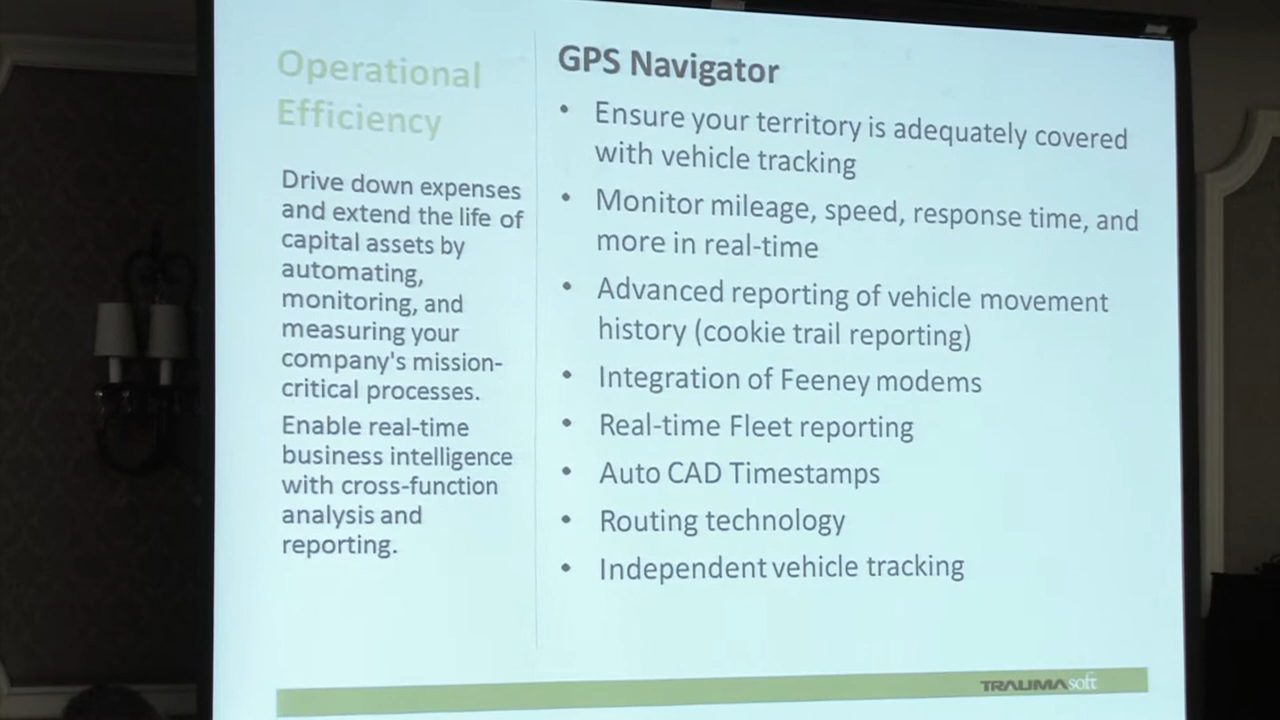 Operational
Efficiency
Drive down expenses
and extend the life of
capital assets by
automating,
monitoring, and
measuring your
company's mission-
critical processes.
Enable real-time
business intelligence
with cross-function
analysis and
reporting.
GPS Navigator
• Ensure your territory is adequately covered
with vehicle tracking
• Monitor mileage, speed, response time, and
more in real-time
• Advanced reporting of vehicle movement
history (cookie trail reporting)
• Integration of Feeney modems
• Real-time Fleet reporting
• Auto CAD Timestamps
• Routing technology
• Independent vehicle tracking
TRAUMAsoft